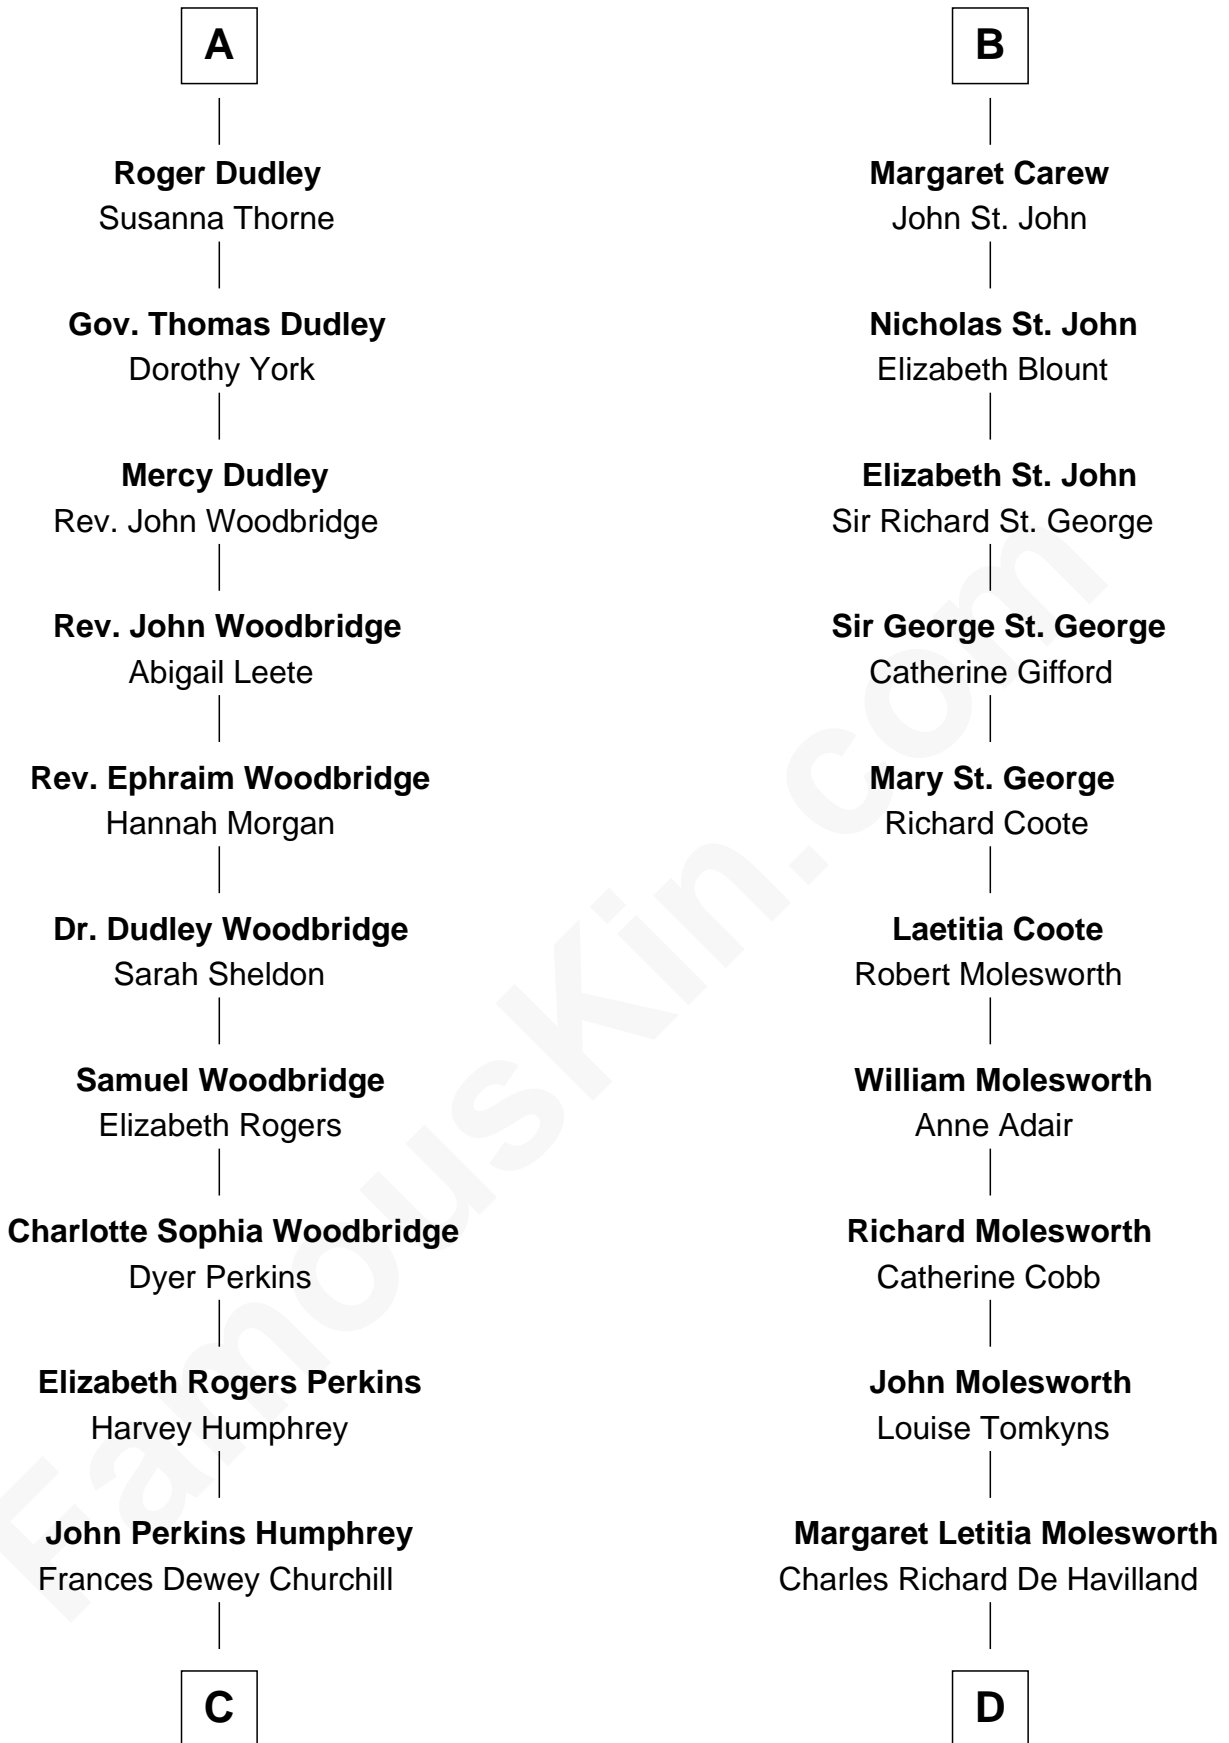 A
Roger Dudley
Susanna Thorne
Gov. Thomas Dudley
Dorothy York
Mercy Dudley
Rev. John Woodbridge
Rev. John Woodbridge
Abigail Leete
Rev. Ephraim Woodbridge
Hannah Morgan
Dr. Dudley Woodbridge
Sarah Sheldon
Samuel Woodbridge
Elizabeth Rogers
Charlotte Sophia Woodbridge
Dyer Perkins
Elizabeth Rogers Perkins
Harvey Humphrey
John Perkins Humphrey
Frances Dewey Churchill
C
B
Margaret Carew
John St. John
Nicholas St. John
Elizabeth Blount
Elizabeth St. John
Sir Richard St. George
Sir George St. George
Catherine Gifford
Mary St. George
Richard Coote
Laetitia Coote
Robert Molesworth
William Molesworth
Anne Adair
Richard Molesworth
Catherine Cobb
John Molesworth
Louise Tomkyns
Margaret Letitia Molesworth
Charles Richard De Havilland
D
FamousKin.com